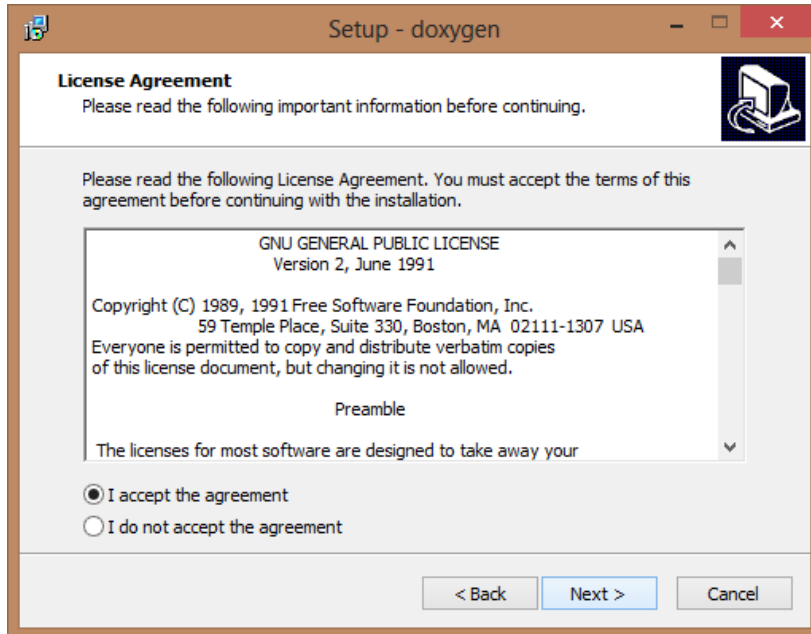 Setup - doxygen
License Agreement
Please read the following important information before continuing.
Please read the following License Agreement. You must accept the terms of this
agreement before continuing with the installation.
GNU GENERAL PUBLIC LICENSE
Version 2, June 1991
Copyright (C) 1989, 1991 Free Software Foundation, Inc.
59 Temple Place, Suite 330, Boston, MA 02111-1307 USA
Everyone is permitted to copy and distribute verbatim copies
of this license document, but changing it is not allowed.
Preamble
The licenses for most software are designed to take away your
I accept the agreement
I do not accept the agreement
< Back Next > Cancel